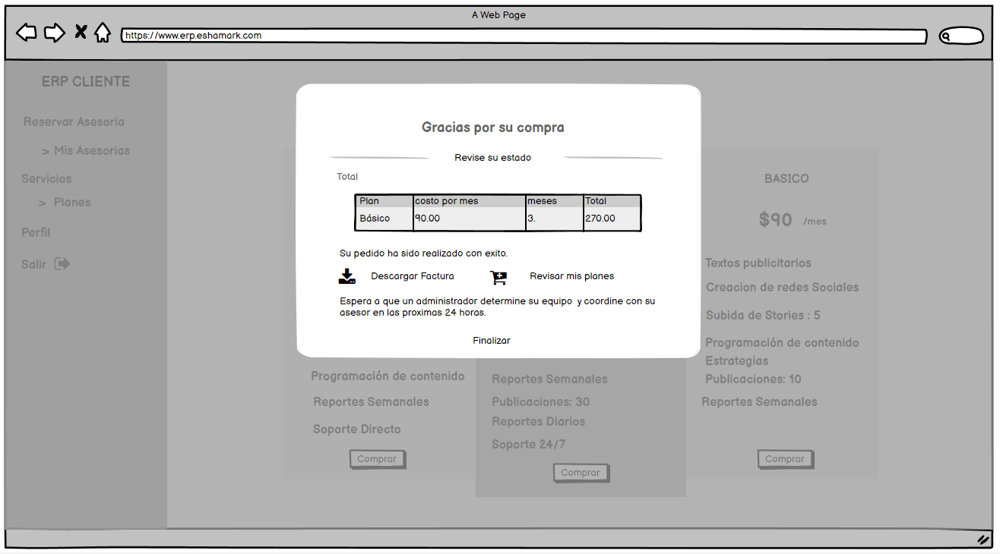 A Web Page
https://www.erp.eshamark.com
ERP CLIENTE
Reservar Asesoria
> Mis Asesorias
Servicios
> Planes
Perfil
Salir
Gracias por su compra
Revise su estado
Total
Plan costo por mes meses Total
Básico 90.00 3. 270.00
Su pedido ha sido realizado con exito.
Descargar Factura Revisar mis planes
Espera a que un administrador determine su equipo y coordine con su
asesor en las proximas 24 horas.
Finalizar
Programación de contenido
Reportes Semanales
Soporte Directo
Comprar
Reportes Semanales
Publicaciones: 30
Reportes Diarios
Soporte 24/7
Comprar
BASICO
$90 /mes
Textos publicitarios
Creacion de redes Sociales
Subida de Stories : 5
Programación de contenido
Estrategias
Publicaciones: 10
Reportes Semanales
Comprar